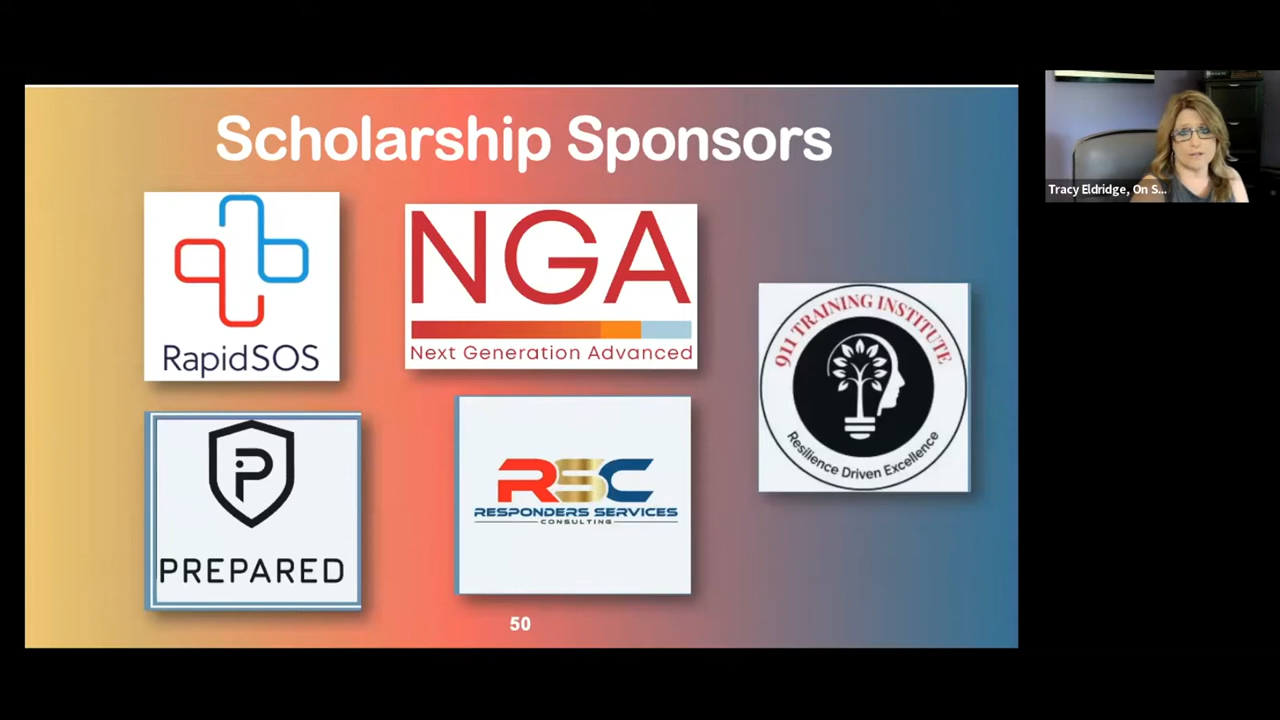 Scholarship Sponsors
RapidSOS
NGA
Next Generation Advanced
911 TRAINING INSTITUTE
Resilience Driven Excellence
P
PREPARED
RSC
RESPONDERS SERVICES
CONSULTING
50
Tracy Eldridge, On S...